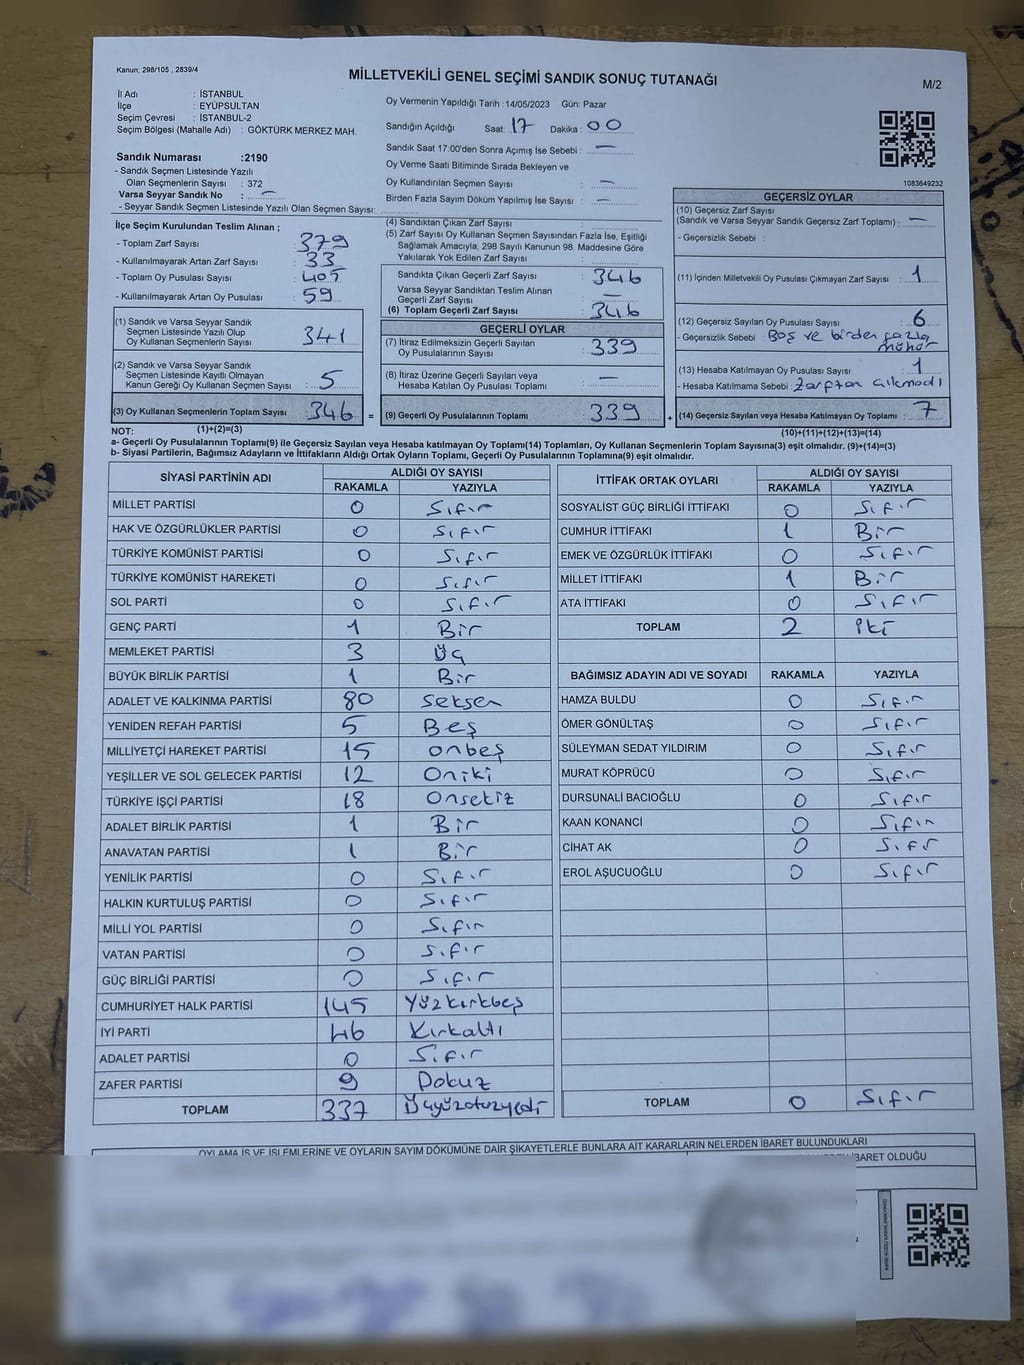 Kanun; 298/105 , 2839/4
MİLLETVEKİLİ GENEL SEÇİMİ SANDIK SONUÇ TUTANAĞI
M/2
İl Adı : İSTANBUL
İlçe : EYÜPSULTAN
Seçim Çevresi : İSTANBUL-2
Seçim Bölgesi (Mahalle Adı) : GÖKTÜRK MERKEZ MAH.
Sandık Numarası :2190
- Sandık Seçmen Listesinde Yazılı
Olan Seçmenlerin Sayısı : 372
Varsa Seyyar Sandık No : —
- Seyyar Sandık Seçmen Listesinde Yazılı Olan Seçmen Sayısı:
Oy Vermenin Yapıldığı Tarih :14/05/2023 Gün: Pazar
Sandığın Açıldığı Saat: 17 Dakika : 00
Sandık Saat 17:00'den Sonra Açımış İse Sebebi : —
Oy Verme Saati Bitiminde Sırada Bekleyen ve
Oy Kullandırılan Seçmen Sayısı : —
Birden Fazla Sayım Döküm Yapılmış İse Sayısı : —
1083649232
İlçe Seçim Kurulundan Teslim Alınan ;
- Toplam Zarf Sayısı : 379
- Kullanılmayarak Artan Zarf Sayısı : 33
- Toplam Oy Pusulası Sayısı : 405
- Kullanılmayarak Artan Oy Pusulası : 59
(1) Sandık ve Varsa Seyyar Sandık
Seçmen Listesinde Yazılı Olup
Oy Kullanan Seçmenlerin Sayısı : 341
(2) Sandık ve Varsa Seyyar Sandık
Seçmen Listesinde Kayıtlı Olmayan
Kanun Gereği Oy Kullanan Seçmen Sayısı : 5
(3) Oy Kullanan Seçmenlerin Toplam Sayısı : 346 =
(1)+(2)=(3)
(4) Sandıktan Çıkan Zarf Sayısı :
(5) Zarf Sayısı Oy Kullanan Seçmen Sayısından Fazla İse, Eşitliği
Sağlamak Amacıyla; 298 Sayılı Kanunun 98. Maddesine Göre
Yakılarak Yok Edilen Zarf Sayısı :
Sandıkta Çıkan Geçerli Zarf Sayısı : 346
Varsa Seyyar Sandıktan Teslim Alınan
Geçerli Zarf Sayısı : —
(6) Toplam Geçerli Zarf Sayısı : 346
GEÇERLİ OYLAR
(7) İtiraz Edilmeksizin Geçerli Sayılan
Oy Pusulalarının Sayısı : 339
(8) İtiraz Üzerine Geçerli Sayılan veya
Hesaba Katılan Oy Pusulası Toplamı : —
(9) Geçerli Oy Pusulalarının Toplamı : 339 +
GEÇERSİZ OYLAR
(10) Geçersiz Zarf Sayısı
(Sandık ve Varsa Seyyar Sandık Geçersiz Zarf Toplamı) : —
- Geçersizlik Sebebi :
(11) İçinden Milletvekili Oy Pusulası Çıkmayan Zarf Sayısı : 1
(12) Geçersiz Sayılan Oy Pusulası Sayısı : 6
- Geçersizlik Sebebi : Boş ve birden fazla
mühür
(13) Hesaba Katılmayan Oy Pusulası Sayısı : 1
- Hesaba Katılmama Sebebi : Zarftan çıkmadı
(14) Geçersiz Sayılan veya Hesaba Katılmayan Oy Toplamı : 7
(10)+(11)+(12)+(13)=(14)
NOT:
a- Geçerli Oy Pusulalarının Toplamı(9) ile Geçersiz Sayılan veya Hesaba katılmayan Oy Toplamı(14) Toplamları, Oy Kullanan Seçmenlerin Toplam Sayısına(3) eşit olmalıdır. (9)+(14)=(3)
b- Siyasi Partilerin, Bağımsız Adayların ve İttifakların Aldığı Ortak Oyların Toplamı, Geçerli Oy Pusulalarının Toplamına(9) eşit olmalıdır.
SİYASİ PARTİNİN ADI ALDIĞI OY SAYISI
RAKAMLA YAZIYLA
MİLLET PARTİSİ 0 Sıfır
HAK VE ÖZGÜRLÜKLER PARTİSİ 0 Sıfır
TÜRKİYE KOMÜNİST PARTİSİ 0 Sıfır
TÜRKİYE KOMÜNİST HAREKETİ 0 Sıfır
SOL PARTİ 0 Sıfır
GENÇ PARTİ 1 Bir
MEMLEKET PARTİSİ 3 Üç
BÜYÜK BİRLİK PARTİSİ 1 Bir
ADALET VE KALKINMA PARTİSİ 80 Seksen
YENİDEN REFAH PARTİSİ 5 Beş
MİLLİYETÇİ HAREKET PARTİSİ 15 Onbeş
YEŞİLLER VE SOL GELECEK PARTİSİ 12 Oniki
TÜRKİYE İŞÇİ PARTİSİ 18 Onsekiz
ADALET BİRLİK PARTİSİ 1 Bir
ANAVATAN PARTİSİ 1 Bir
YENİLİK PARTİSİ 0 Sıfır
HALKIN KURTULUŞ PARTİSİ 0 Sıfır
MİLLİ YOL PARTİSİ 0 Sıfır
VATAN PARTİSİ 0 Sıfır
GÜÇ BİRLİĞİ PARTİSİ 0 Sıfır
CUMHURİYET HALK PARTİSİ 145 Yüzkırkbeş
İYİ PARTİ 46 Kırkaltı
ADALET PARTİSİ 0 Sıfır
ZAFER PARTİSİ 9 Dokuz
TOPLAM 337 Üçyüzotuzyedi
İTTİFAK ORTAK OYLARI ALDIĞI OY SAYISI
RAKAMLA YAZIYLA
SOSYALİST GÜÇ BİRLİĞİ İTTİFAKI 0 Sıfır
CUMHUR İTTİFAKI 1 Bir
EMEK VE ÖZGÜRLÜK İTTİFAKI 0 Sıfır
MİLLET İTTİFAKI 1 Bir
ATA İTTİFAKI 0 Sıfır
TOPLAM 2 İki
BAĞIMSIZ ADAYIN ADI VE SOYADI RAKAMLA YAZIYLA
HAMZA BULDU 0 Sıfır
ÖMER GÖNÜLTAŞ 0 Sıfır
SÜLEYMAN SEDAT YILDIRIM 0 Sıfır
MURAT KÖPRÜCÜ 0 Sıfır
DURSUNALİ BACIOĞLU 0 Sıfır
KAAN KONANCİ 0 Sıfır
CİHAT AK 0 Sıfır
EROL AŞUCUOĞLU 0 Sıfır
TOPLAM 0 Sıfır
OYLAMA İŞ VE İŞLEMLERİNE VE OYLARIN SAYIM DÖKÜMÜNE DAİR ŞİKAYETLERLE BUNLARA AİT KARARLARIN NELERDEN İBARET BULUNDUKLARI
İBARET OLDUĞU